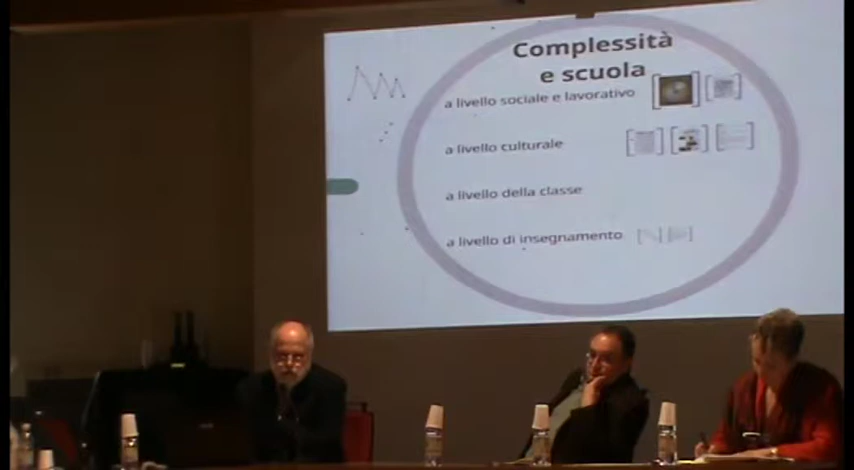 Complessità
e scuola
a livello sociale e lavorativo
a livello culturale
a livello della classe
a livello di insegnamento